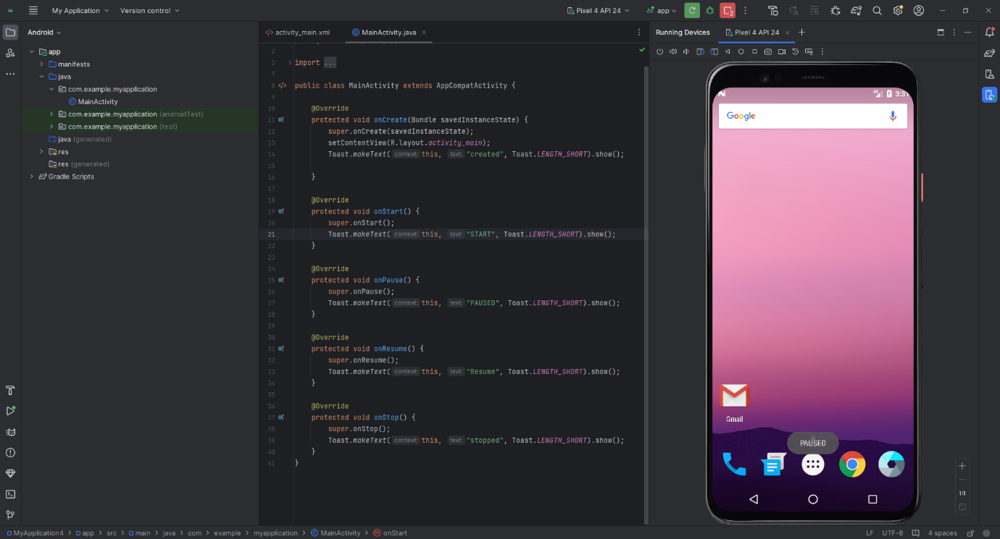 My Application
Version control
Pixel 4 API 24
app
2
Android
app
manifests
java
com.example.myapplication
MainActivity
com.example.myapplication (androidTest)
com.example.myapplication (test)
java (generated)
res
res (generated)
Gradle Scripts
activity_main.xml
MainActivity.java
2
3 import ...
7
8 public class MainActivity extends AppCompatActivity {
9
10 @Override
11 protected void onCreate(Bundle savedInstanceState) {
12 super.onCreate(savedInstanceState);
13 setContentView(R.layout.activity_main);
14 Toast.makeText( context: this, text: "created", Toast.LENGTH_SHORT).show();
15
16 }
17
18 @Override
19 protected void onStart() {
20 super.onStart();
21 Toast.makeText( context: this, text: "START", Toast.LENGTH_SHORT).show();
22 }
23
24 @Override
25 protected void onPause() {
26 super.onPause();
27 Toast.makeText( context: this, text: "PAUSED", Toast.LENGTH_SHORT).show();
28 }
29
30 @Override
31 protected void onResume() {
32 super.onResume();
33 Toast.makeText( context: this, text: "Resume", Toast.LENGTH_SHORT).show();
34 }
35
36 @Override
37 protected void onStop() {
38 super.onStop();
39 Toast.makeText( context: this, text: "stopped", Toast.LENGTH_SHORT).show();
40 }
41 }
Running Devices
Pixel 4 API 24
3:31
Google
Gmail
PAUSED
1:1
MyApplication4 > app > src > main > java > com > example > myapplication > MainActivity > onStart
LF
UTF-8
4 spaces